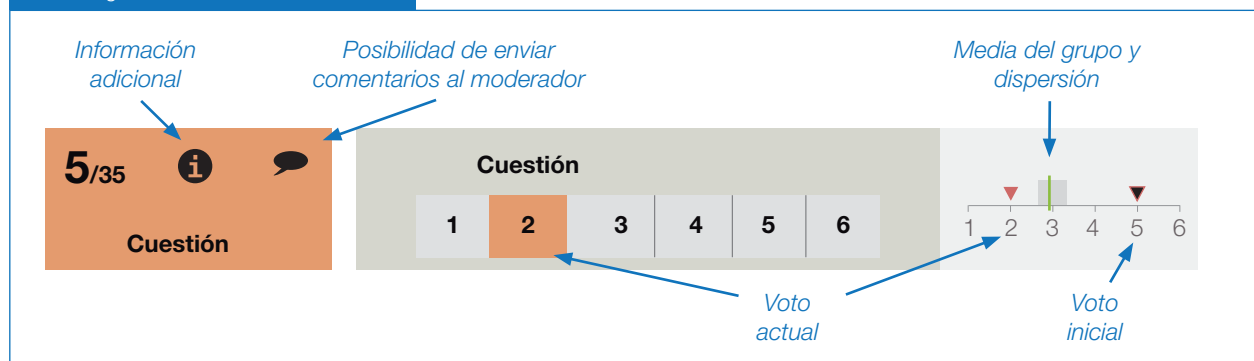 Información
adicional
Posibilidad de enviar
comentarios al moderador
Media del grupo y
dispersión
5/35
i
Cuestión
Cuestión
1 2 3 4 5 6
1 2 3 4 5 6
Voto
actual
Voto
inicial